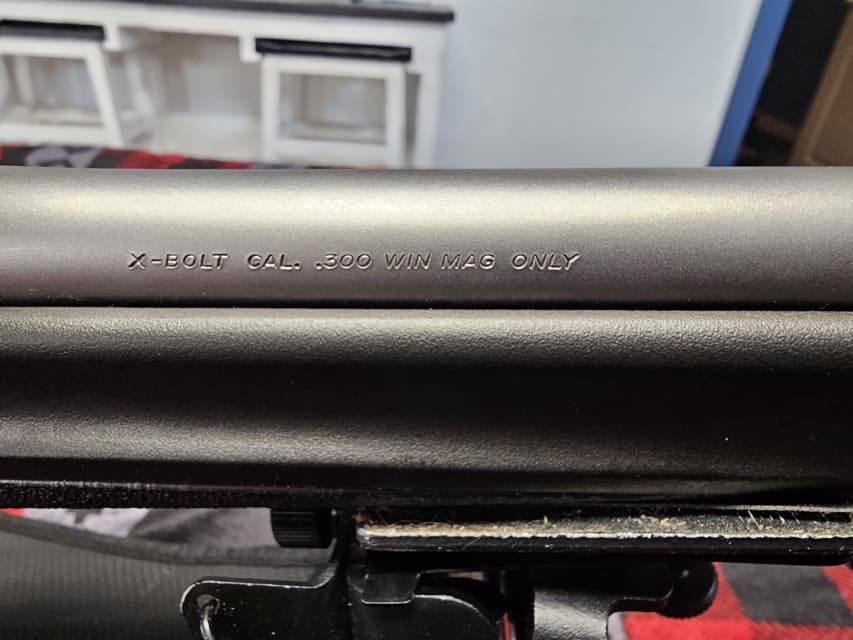 X-BOLT CAL. .300 WIN MAG ONLY